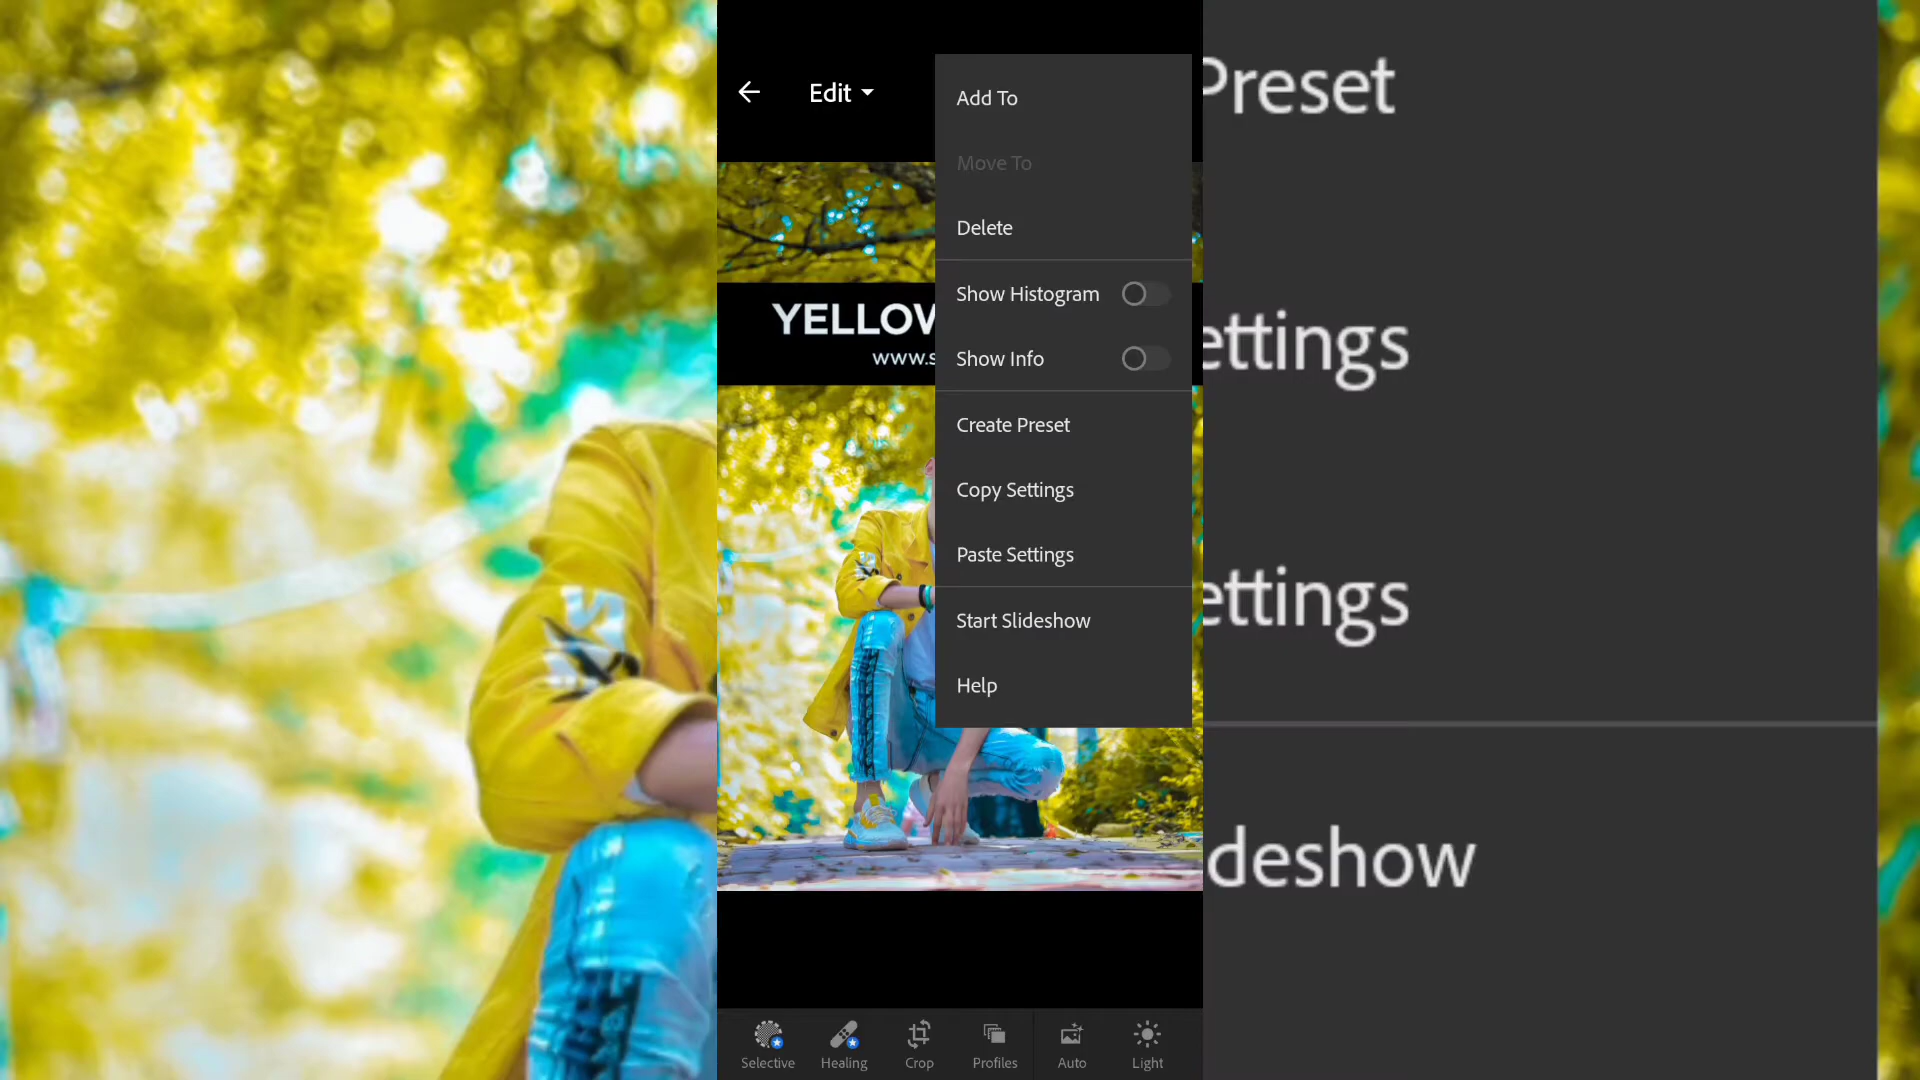 Edit
Add To
Move To
Delete
Show Histogram
Show Info
Create Preset
Copy Settings
Paste Settings
Start Slideshow
Help
YELLOW
www.s
Preset
ettings
ettings
deshow
Selective
Healing
Crop
Profiles
Auto
Light